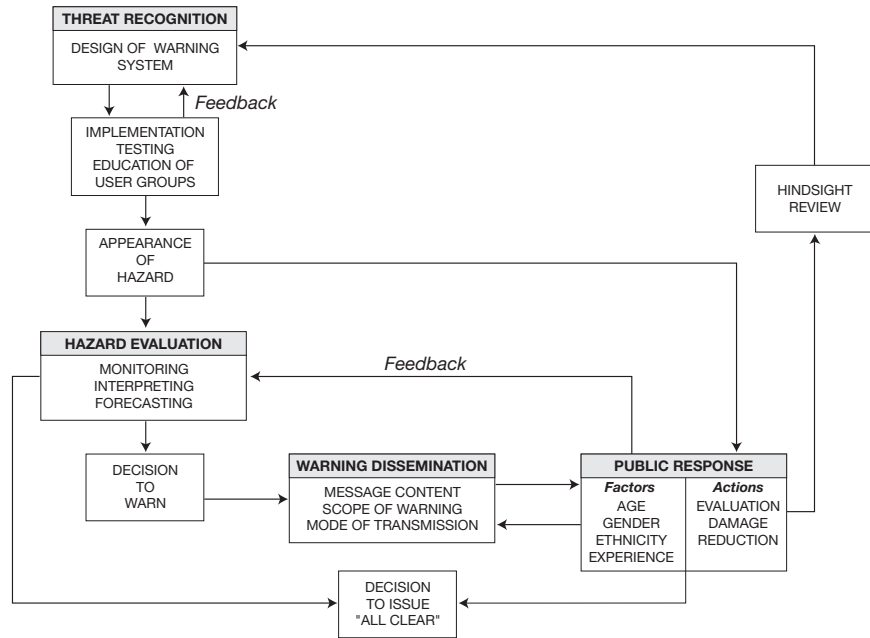 THREAT RECOGNITION
DESIGN OF WARNING
SYSTEM
Feedback
IMPLEMENTATION
TESTING
EDUCATION OF
USER GROUPS
HINDSIGHT
REVIEW
APPEARANCE
OF
HAZARD
HAZARD EVALUATION
MONITORING
INTERPRETING
FORECASTING
Feedback
DECISION
TO
WARN
WARNING DISSEMINATION
MESSAGE CONTENT
SCOPE OF WARNING
MODE OF TRANSMISSION
PUBLIC RESPONSE
Factors
AGE
GENDER
ETHNICITY
EXPERIENCE
Actions
EVALUATION
DAMAGE
REDUCTION
DECISION
TO ISSUE
"ALL CLEAR"